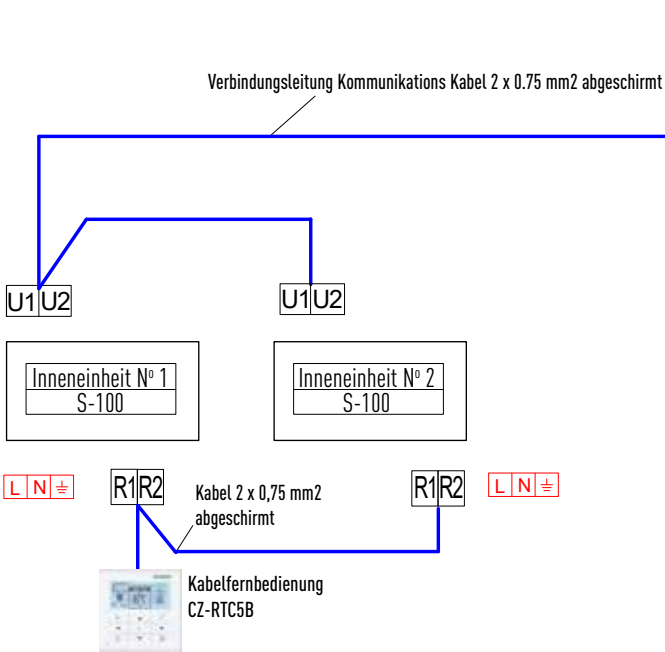 Verbindungsleitung Kommunikations Kabel 2 x 0.75 mm2 abgeschirmt
U1 U2
U1 U2
Inneneinheit Nº 1
S-100
Inneneinheit Nº 2
S-100
L N
R1 R2
Kabel 2 x 0,75 mm2
abgeschirmt
R1 R2
L N
Kabelfernbedienung
CZ-RTC5B